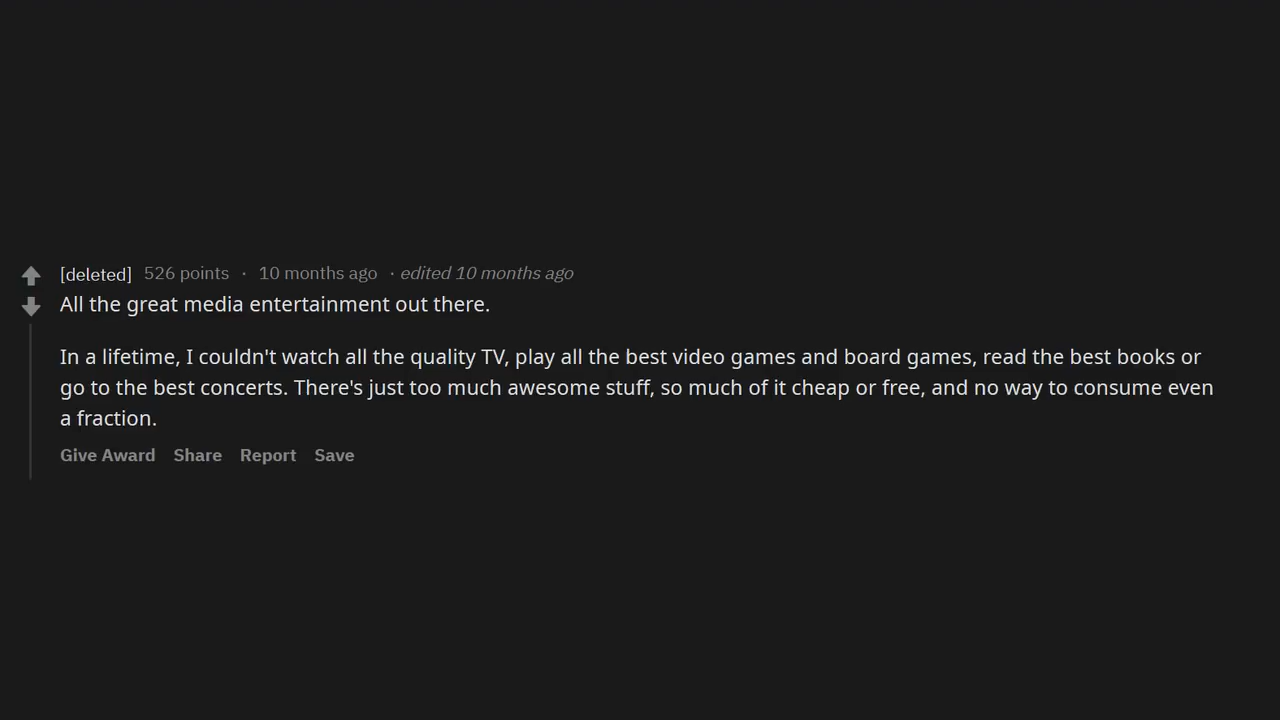 [deleted] 526 points · 10 months ago · edited 10 months ago
All the great media entertainment out there.
In a lifetime, I couldn't watch all the quality TV, play all the best video games and board games, read the best books or
go to the best concerts. There's just too much awesome stuff, so much of it cheap or free, and no way to consume even
a fraction.
Give Award Share Report Save